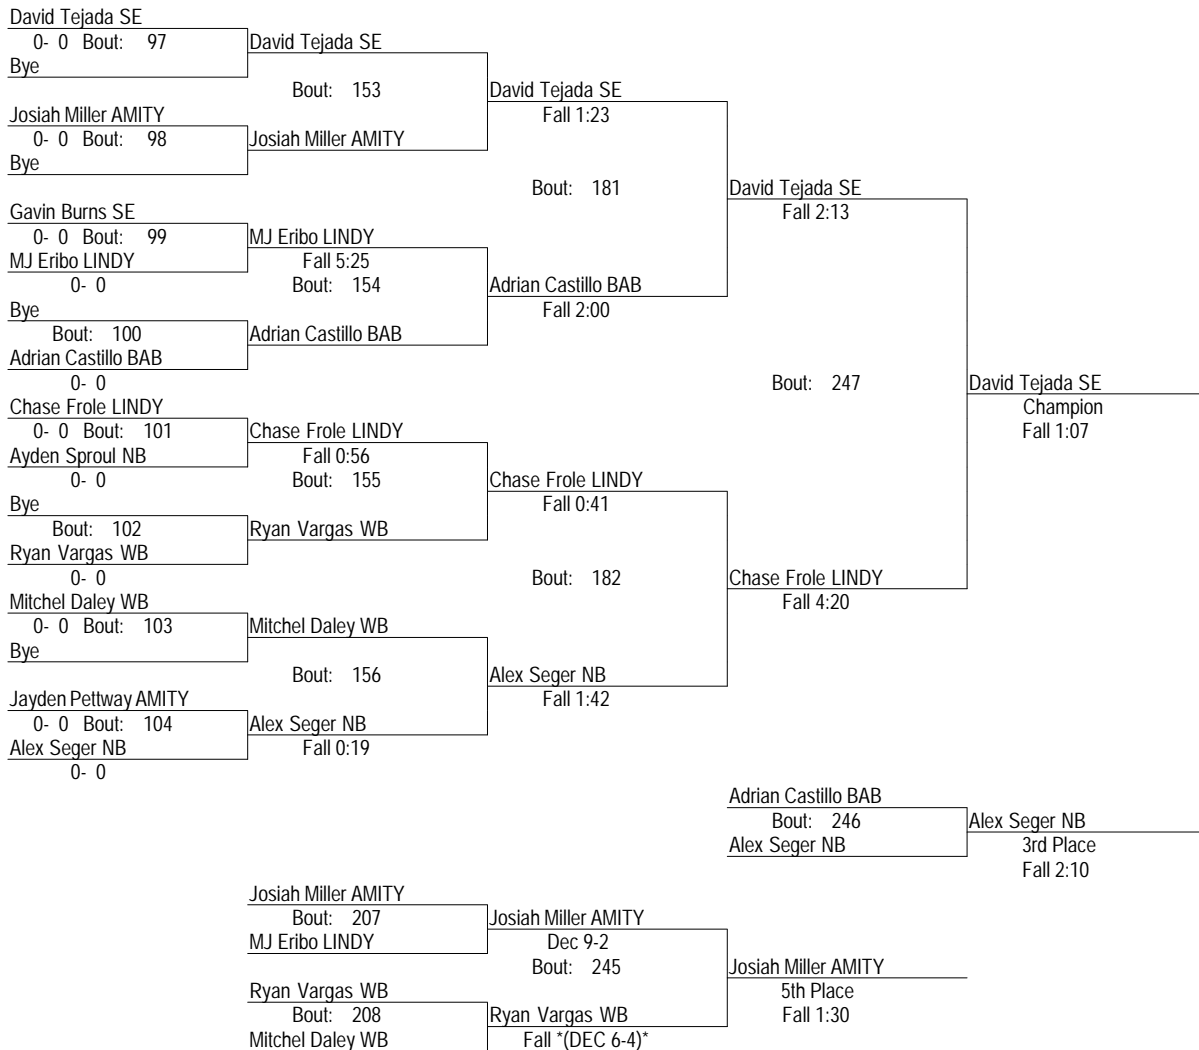 David Tejada SE
0- 0 Bout: 97
David Tejada SE
Bye
Bout: 153
David Tejada SE
Josiah Miller AMITY
Fall 1:23
0- 0 Bout: 98
Josiah Miller AMITY
Bye
Bout: 181
David Tejada SE
Gavin Burns SE
Fall 2:13
0- 0 Bout: 99
MJ Eribo LINDY
MJ Eribo LINDY
Fall 5:25
0- 0
Bout: 154
Adrian Castillo BAB
Bye
Fall 2:00
Bout: 100
Adrian Castillo BAB
Adrian Castillo BAB
0- 0
Bout: 247
David Tejada SE
Chase Frole LINDY
Champion
0- 0 Bout: 101
Chase Frole LINDY
Fall 1:07
Ayden Sproul NB
Fall 0:56
0- 0
Bout: 155
Chase Frole LINDY
Bye
Fall 0:41
Bout: 102
Ryan Vargas WB
Ryan Vargas WB
0- 0
Bout: 182
Chase Frole LINDY
Mitchel Daley WB
Fall 4:20
0- 0 Bout: 103
Mitchel Daley WB
Bye
Bout: 156
Alex Seger NB
Jayden Pettway AMITY
Fall 1:42
0- 0 Bout: 104
Alex Seger NB
Alex Seger NB
Fall 0:19
0- 0
Adrian Castillo BAB
Bout: 246
Alex Seger NB
Alex Seger NB
3rd Place
Fall 2:10
Josiah Miller AMITY
Bout: 207
Josiah Miller AMITY
MJ Eribo LINDY
Dec 9-2
Bout: 245
Josiah Miller AMITY
Ryan Vargas WB
5th Place
Bout: 208
Ryan Vargas WB
Fall 1:30
Mitchel Daley WB
Fall *(DEC 6-4)*